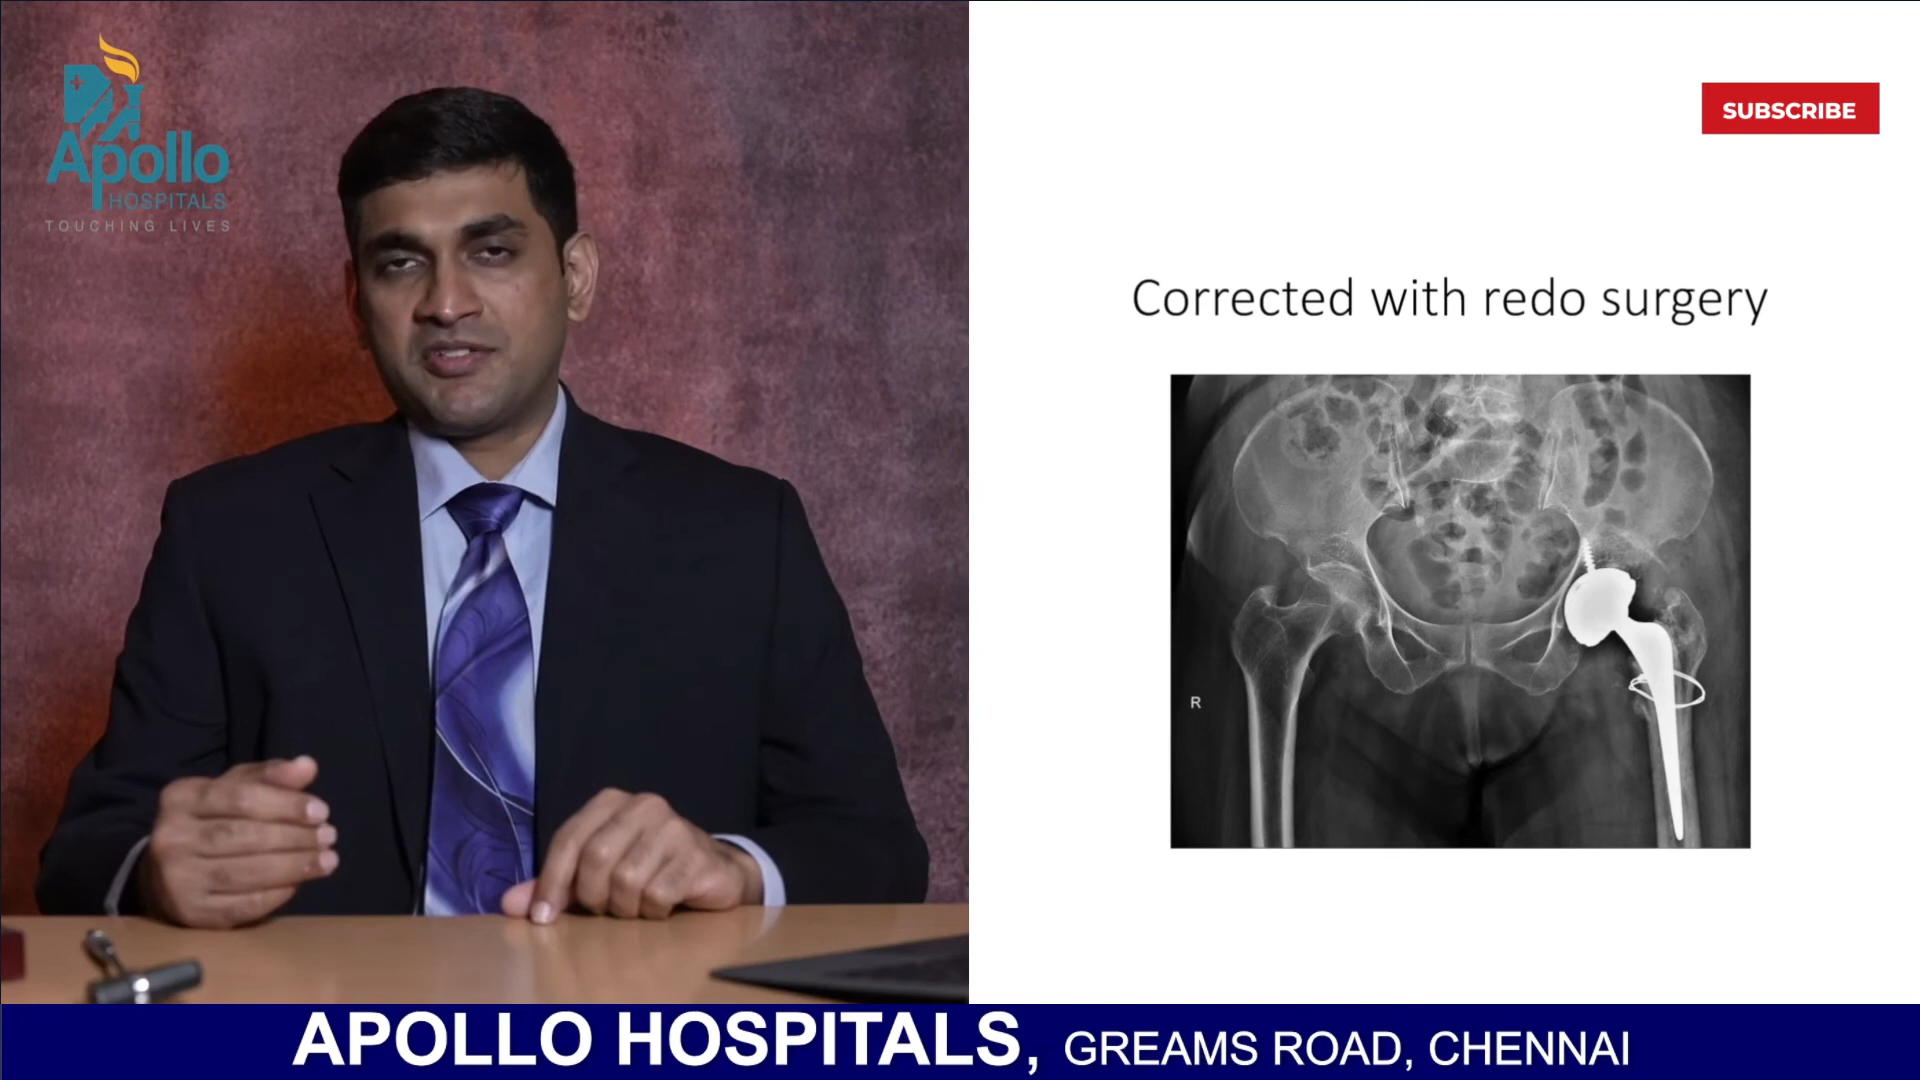 Apollo
HOSPITALS
TOUCHING LIVES
SUBSCRIBE
Corrected with redo surgery
R
APOLLO HOSPITALS, GREAMS ROAD, CHENNAI